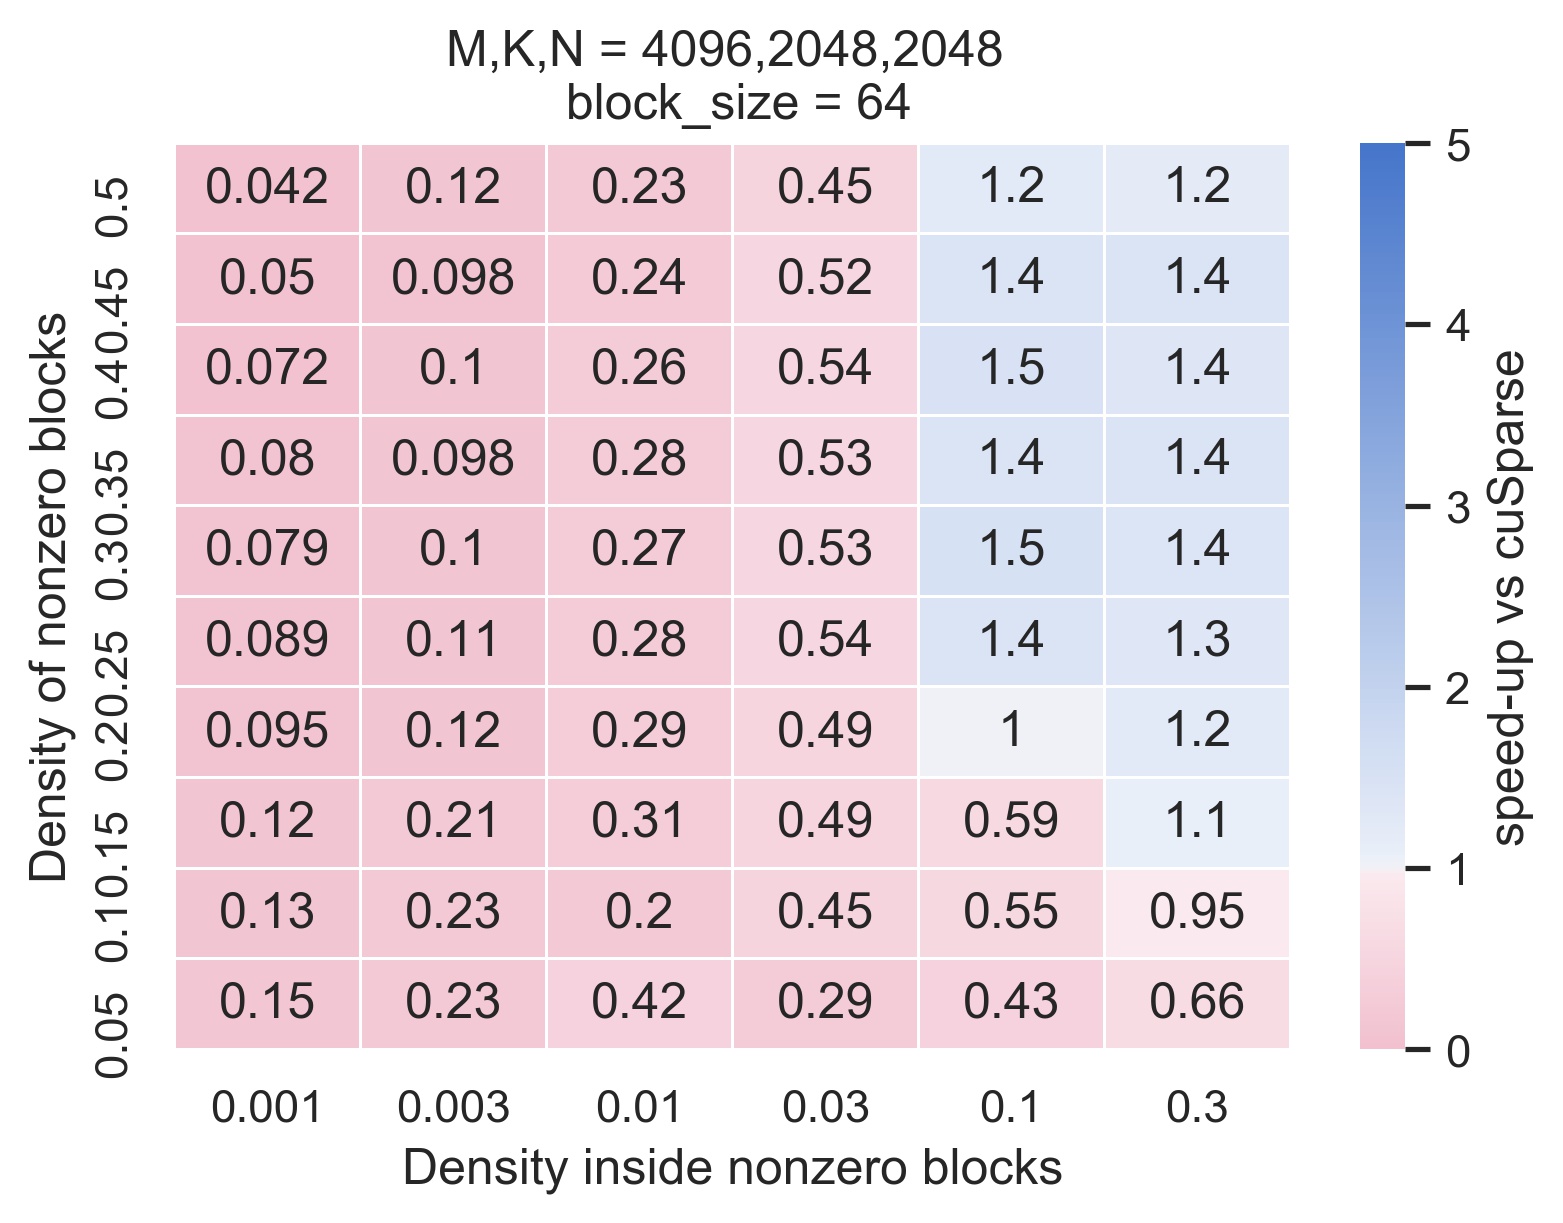 M,K,N = 4096,2048,2048
block_size = 64
Density of nonzero blocks
0.5 0.042 0.12 0.23 0.45 1.2 1.2
0.45 0.05 0.098 0.24 0.52 1.4 1.4
0.4 0.072 0.1 0.26 0.54 1.5 1.4
0.35 0.08 0.098 0.28 0.53 1.4 1.4
0.3 0.079 0.1 0.27 0.53 1.5 1.4
0.25 0.089 0.11 0.28 0.54 1.4 1.3
0.2 0.095 0.12 0.29 0.49 1 1.2
0.15 0.12 0.21 0.31 0.49 0.59 1.1
0.1 0.13 0.23 0.2 0.45 0.55 0.95
0.05 0.15 0.23 0.42 0.29 0.43 0.66
0.001 0.003 0.01 0.03 0.1 0.3
Density inside nonzero blocks
5
4
3
2
1
0
speed-up vs cuSparse